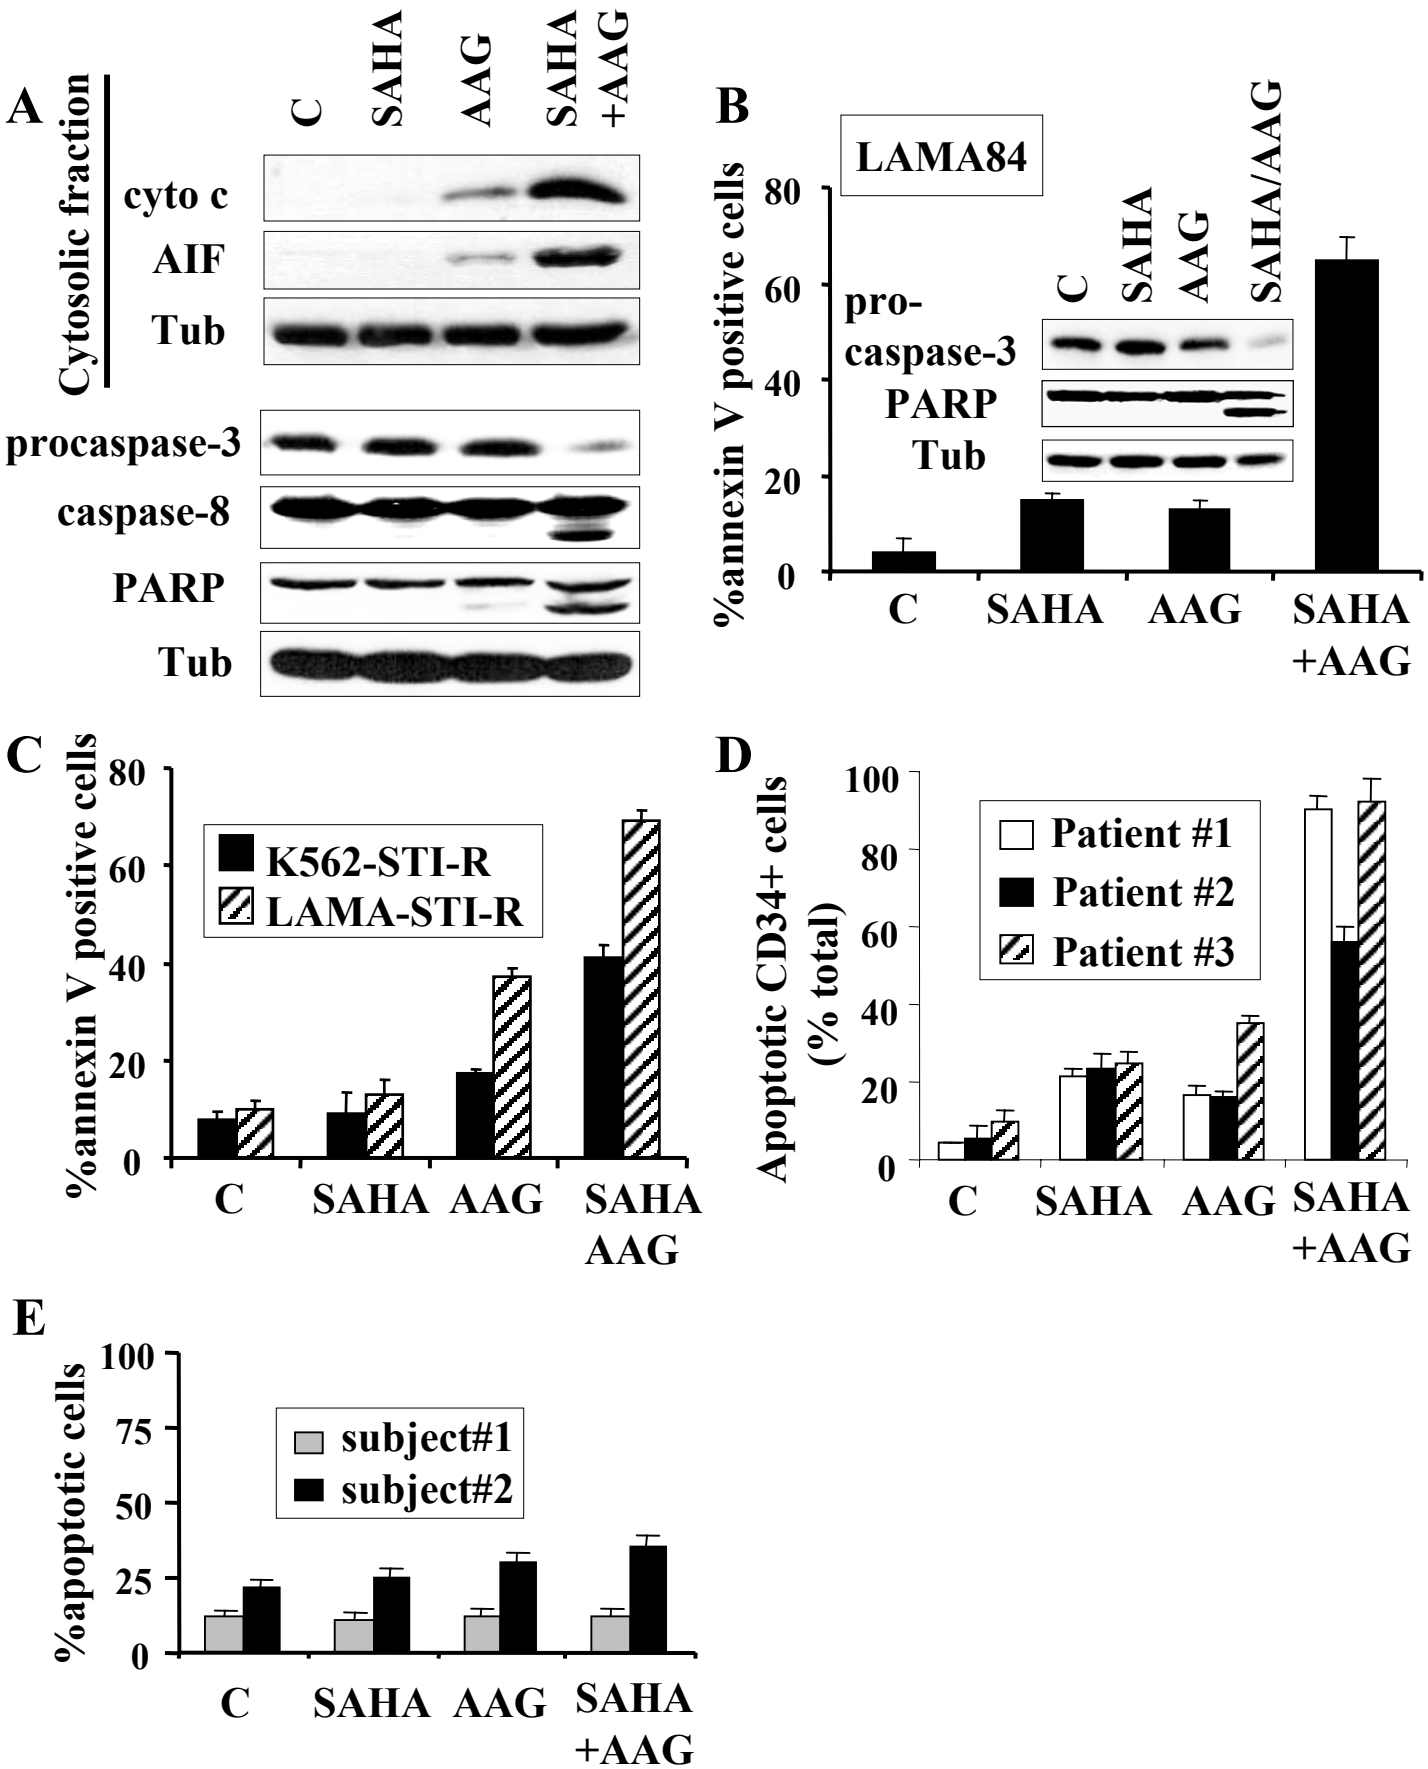 A
Cytosolic fraction
C
SAHA
AAG
SAHA
+AAG
cyto c
AIF
Tub
procaspase-3
caspase-8
PARP
Tub
B
%annexin V positive cells
80
60
40
20
0
LAMA84
C
SAHA
AAG
SAHA/AAG
pro-
caspase-3
PARP
Tub
C
SAHA
AAG
SAHA
+AAG
C
%annexin V positive cells
80
60
40
20
0
K562-STI-R
LAMA-STI-R
C
SAHA
AAG
SAHA
AAG
D
Apoptotic CD34+ cells
(% total)
100
80
60
40
20
0
Patient #1
Patient #2
Patient #3
C
SAHA
AAG
SAHA
+AAG
E
%apoptotic cells
100
75
50
25
0
subject#1
subject#2
C
SAHA
AAG
SAHA
+AAG